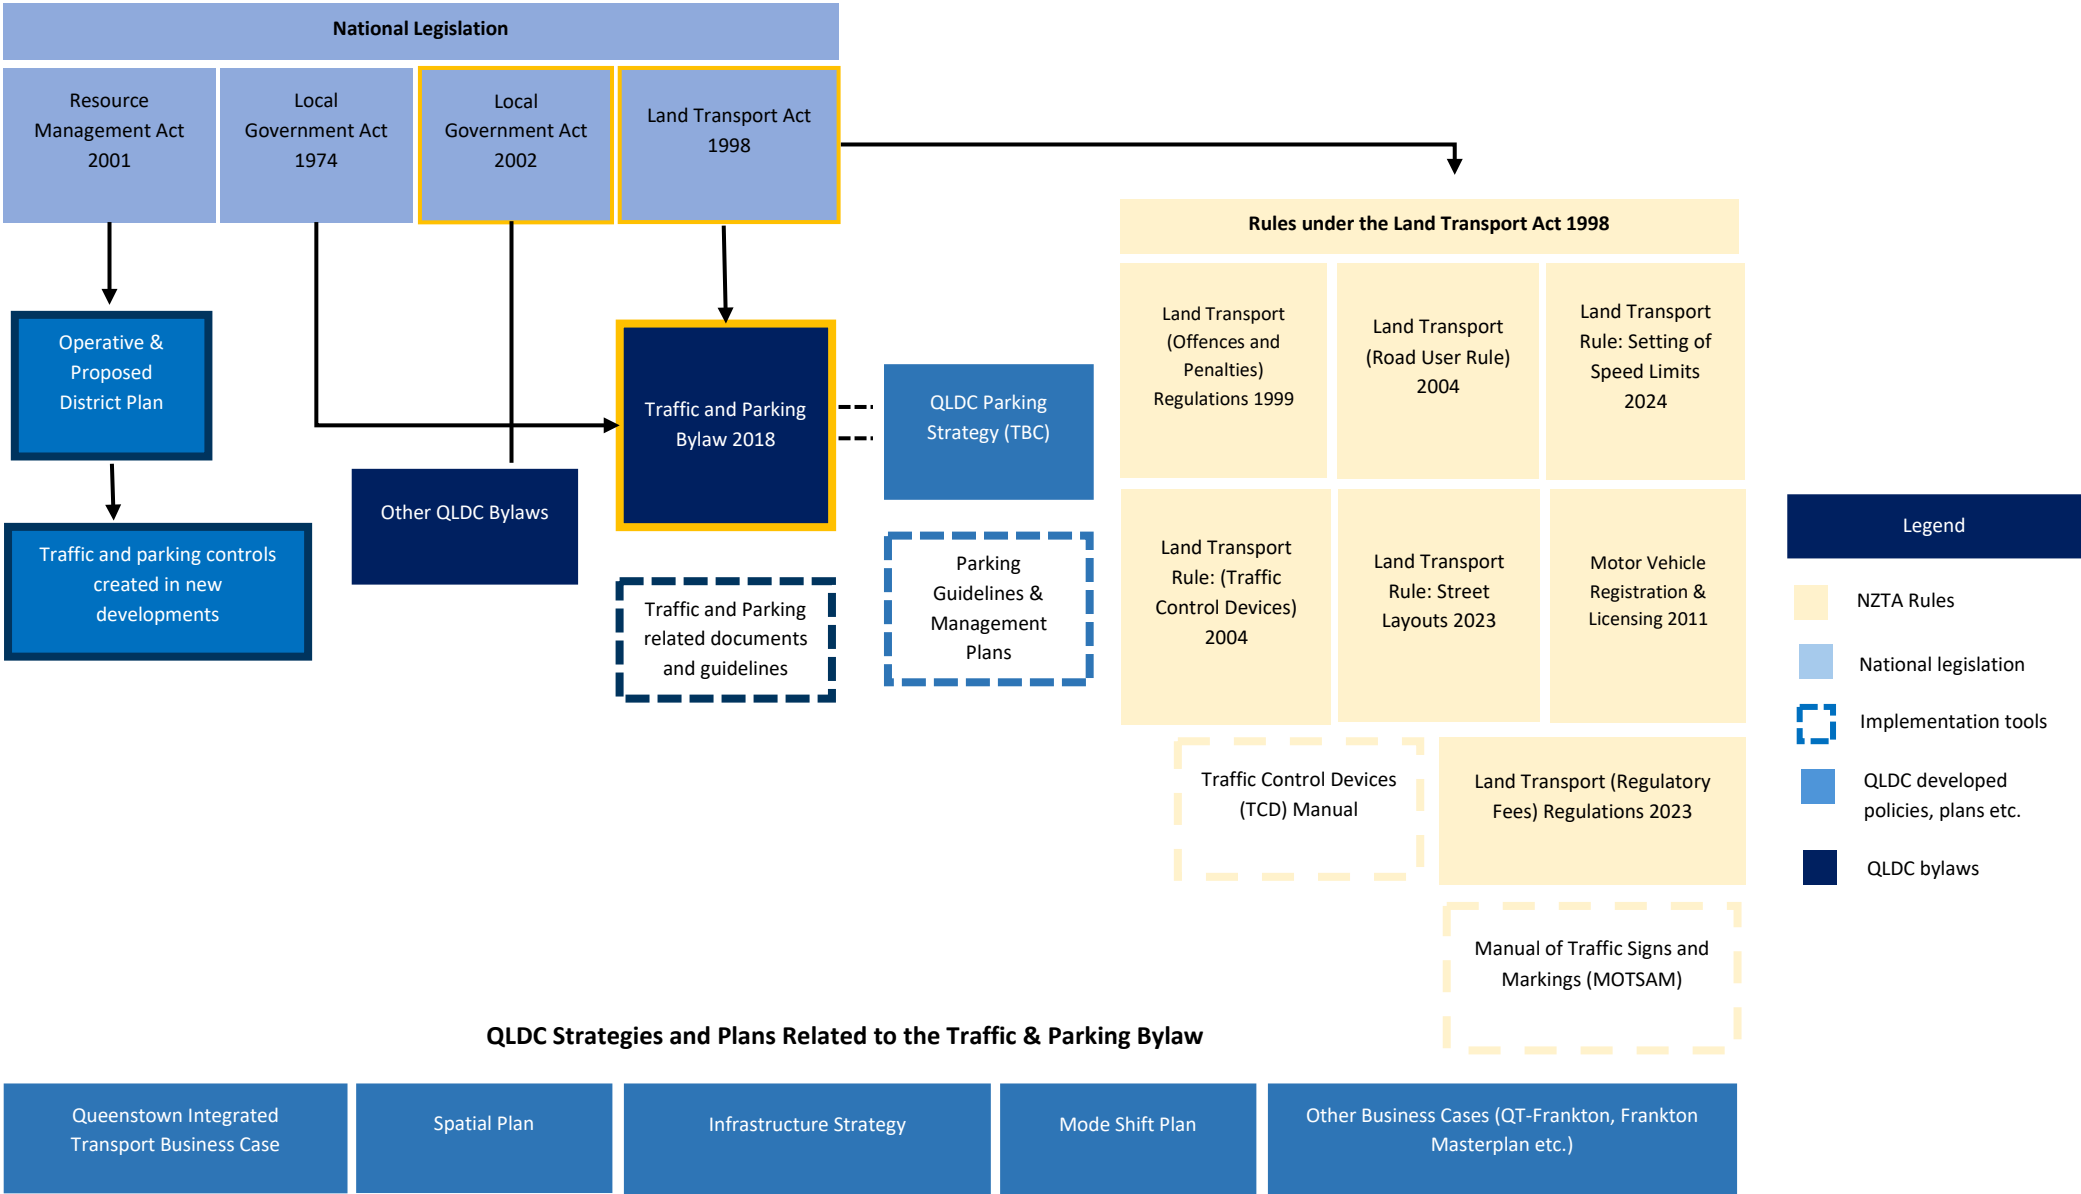 National Legislation
Resource
Management Act
2001
Local
Government Act
1974
Local
Government Act
2002
Land Transport Act
1998
Operative &
Proposed
District Plan
Traffic and parking controls
created in new
developments
Other QLDC Bylaws
Traffic and Parking
Bylaw 2018
Traffic and Parking
related documents
and guidelines
QLDC Parking
Strategy (TBC)
Parking
Guidelines &
Management
Plans
Rules under the Land Transport Act 1998
Land Transport
(Offences and
Penalties)
Regulations 1999
Land Transport
(Road User Rule)
2004
Land Transport
Rule: Setting of
Speed Limits
2024
Land Transport
Rule: (Traffic
Control Devices)
2004
Land Transport
Rule: Street
Layouts 2023
Motor Vehicle
Registration &
Licensing 2011
Traffic Control Devices
(TCD) Manual
Land Transport (Regulatory
Fees) Regulations 2023
Manual of Traffic Signs and
Markings (MOTSAM)
Legend
NZTA Rules
National legislation
Implementation tools
QLDC developed
policies, plans etc.
QLDC bylaws
QLDC Strategies and Plans Related to the Traffic & Parking Bylaw
Queenstown Integrated
Transport Business Case
Spatial Plan
Infrastructure Strategy
Mode Shift Plan
Other Business Cases (QT-Frankton, Frankton
Masterplan etc.)